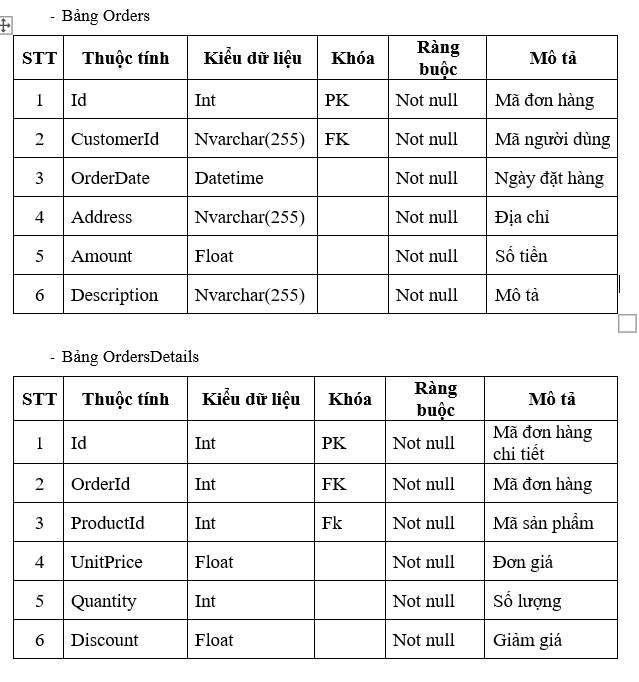 - Bảng Orders
STT Thuộc tính Kiểu dữ liệu Khóa Ràng buộc Mô tả
1 Id Int PK Not null Mã đơn hàng
2 CustomerId Nvarchar(255) FK Not null Mã người dùng
3 OrderDate Datetime Not null Ngày đặt hàng
4 Address Nvarchar(255) Not null Địa chỉ
5 Amount Float Not null Số tiền
6 Description Nvarchar(255) Not null Mô tả
- Bảng OrdersDetails
STT Thuộc tính Kiểu dữ liệu Khóa Ràng buộc Mô tả
1 Id Int PK Not null Mã đơn hàng chi tiết
2 OrderId Int FK Not null Mã đơn hàng
3 ProductId Int Fk Not null Mã sản phẩm
4 UnitPrice Float Not null Đơn giá
5 Quantity Int Not null Số lượng
6 Discount Float Not null Giảm giá